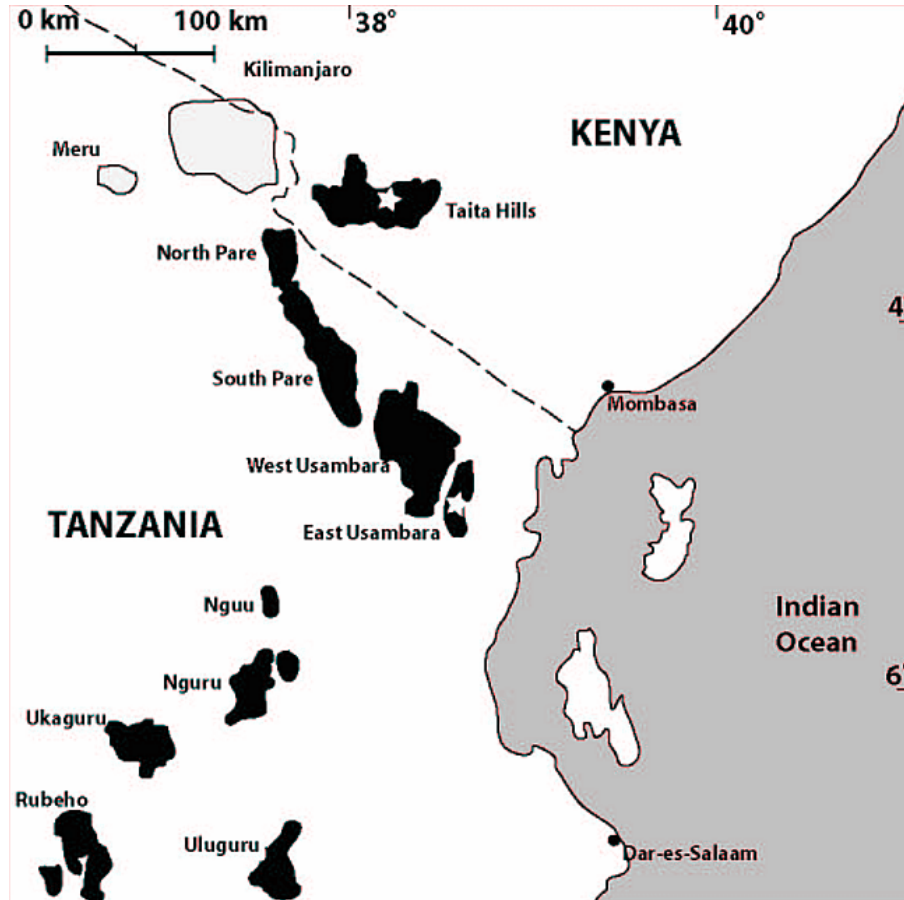 0 km 100 km 38° 40°
Kilimanjaro
KENYA
Meru
Taita Hills
North Pare
4
South Pare
Mombasa
West Usambara
TANZANIA
East Usambara
Nguu
Indian
Ocean
Nguru
6°
Ukaguru
Rubeho
Uluguru
Dar-es-Salaam